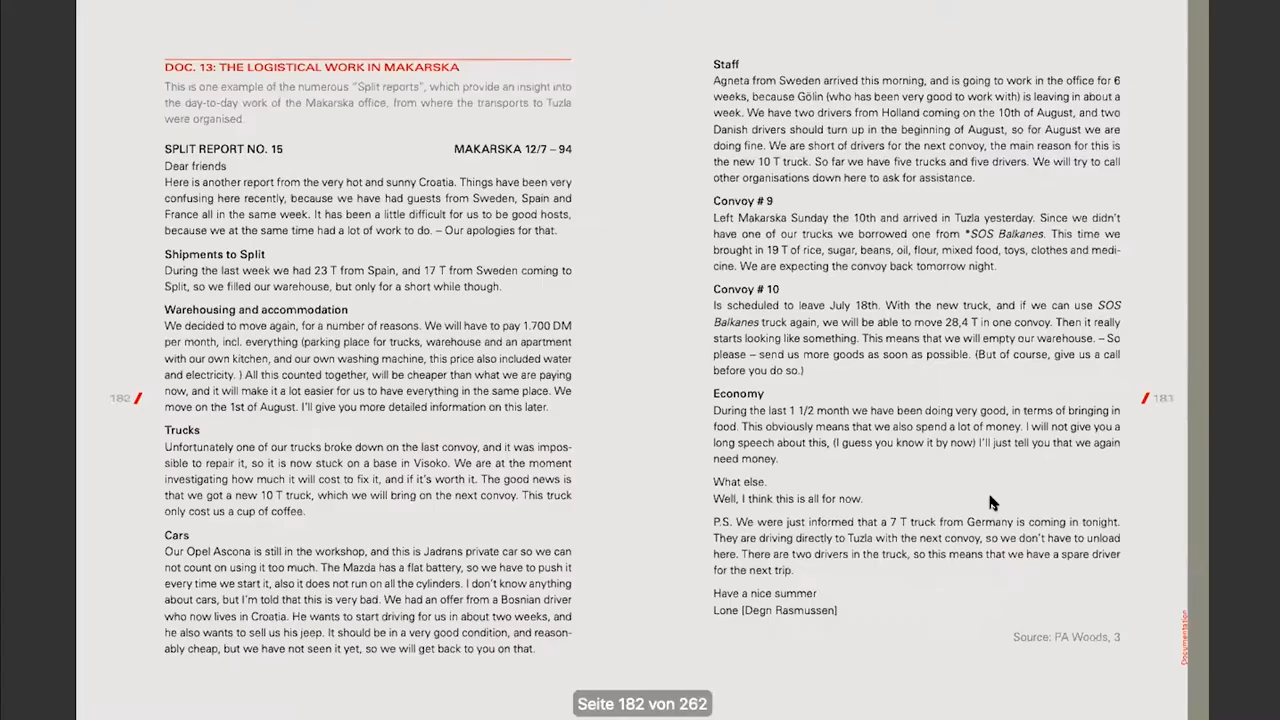 DOC. 13: THE LOGISTICAL WORK IN MAKARSKA
This is one example of the numerous "Split reports", which provide an insight into
the day-to-day work of the Makarska office, from where the transports to Tuzla
were organised.
SPLIT REPORT NO. 15 MAKARSKA 12/7 – 94
Dear friends
Here is another report from the very hot and sunny Croatia. Things have been very
confusing here recently, because we have had guests from Sweden, Spain and
France all in the same week. It has been a little difficult for us to be good hosts,
because we at the same time had a lot of work to do. – Our apologies for that.
Shipments to Split
During the last week we had 23 T from Spain, and 17 T from Sweden coming to
Split, so we filled our warehouse, but only for a short while though.
Warehousing and accommodation
We decided to move again, for a number of reasons. We will have to pay 1.700 DM
per month, incl. everything (parking place for trucks, warehouse and an apartment
with our own kitchen, and our own washing machine, this price also included water
and electricity. ) All this counted together, will be cheaper than what we are paying
now, and it will make it a lot easier for us to have everything in the same place. We
move on the 1st of August. I'll give you more detailed information on this later.
182 /
Trucks
Unfortunately one of our trucks broke down on the last convoy, and it was impos-
sible to repair it, so it is now stuck on a base in Visoko. We are at the moment
investigating how much it will cost to fix it, and if it's worth it. The good news is
that we got a new 10 T truck, which we will bring on the next convoy. This truck
only cost us a cup of coffee.
Cars
Our Opel Ascona is still in the workshop, and this is Jadrans private car so we can
not count on using it too much. The Mazda has a flat battery, so we have to push it
every time we start it, also it does not run on all the cylinders. I don't know anything
about cars, but I'm told that this is very bad. We had an offer from a Bosnian driver
who now lives in Croatia. He wants to start driving for us in about two weeks, and
he also wants to sell us his jeep. It should be in a very good condition, and reason-
ably cheap, but we have not seen it yet, so we will get back to you on that.
Staff
Agneta from Sweden arrived this morning, and is going to work in the office for 6
weeks, because Gölin (who has been very good to work with) is leaving in about a
week. We have two drivers from Holland coming on the 10th of August, and two
Danish drivers should turn up in the beginning of August, so for August we are
doing fine. We are short of drivers for the next convoy, the main reason for this is
the new 10 T truck. So far we have five trucks and five drivers. We will try to call
other organisations down here to ask for assistance.
Convoy # 9
Left Makarska Sunday the 10th and arrived in Tuzla yesterday. Since we didn't
have one of our trucks we borrowed one from *SOS Balkanes. This time we
brought in 19 T of rice, sugar, beans, oil, flour, mixed food, toys, clothes and medi-
cine. We are expecting the convoy back tomorrow night.
Convoy # 10
Is scheduled to leave July 18th. With the new truck, and if we can use SOS
Balkanes truck again, we will be able to move 28,4 T in one convoy. Then it really
starts looking like something. This means that we will empty our warehouse. – So
please – send us more goods as soon as possible. (But of course, give us a call
before you do so.)
Economy
/ 183
During the last 1 1/2 month we have been doing very good, in terms of bringing in
food. This obviously means that we also spend a lot of money. I will not give you a
long speech about this, (I guess you know it by now) I'll just tell you that we again
need money.
What else.
Well, I think this is all for now.
P.S. We were just informed that a 7 T truck from Germany is coming in tonight.
They are driving directly to Tuzla with the next convoy, so we don't have to unload
here. There are two drivers in the truck, so this means that we have a spare driver
for the next trip.
Have a nice summer
Lone [Degn Rasmussen]
Source: PA Woods, 3
Documentation
Seite 182 von 262